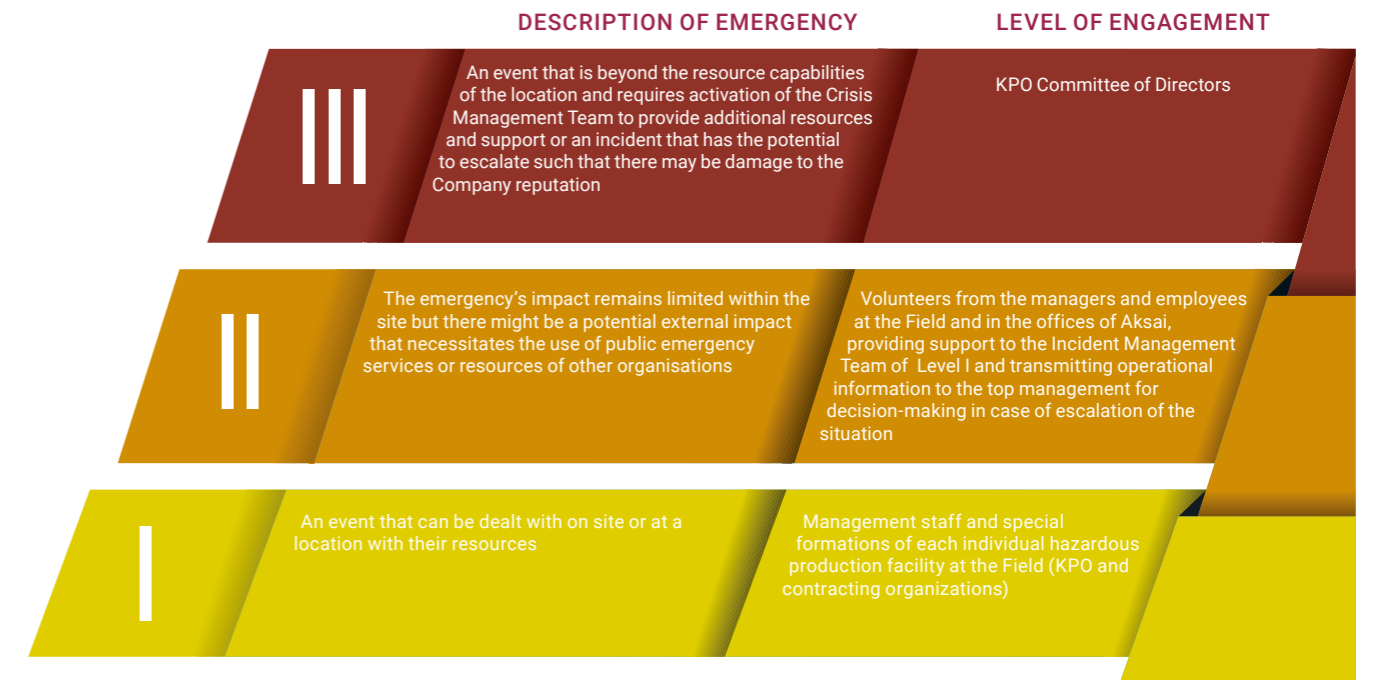 DESCRIPTION OF EMERGENCY
LEVEL OF ENGAGEMENT
III
An event that is beyond the resource capabilities
of the location and requires activation of the Crisis
Management Team to provide additional resources
and support or an incident that has the potential
to escalate such that there may be damage to the
Company reputation
KPO Committee of Directors
II
The emergency’s impact remains limited within the
site but there might be a potential external impact
that necessitates the use of public emergency
services or resources of other organisations
Volunteers from the managers and employees
at the Field and in the offices of Aksai,
providing support to the Incident Management
Team of Level I and transmitting operational
information to the top management for
decision-making in case of escalation of the
situation
I
An event that can be dealt with on site or at a
location with their resources
Management staff and special
formations of each individual hazardous
production facility at the Field (KPO and
contracting organizations)